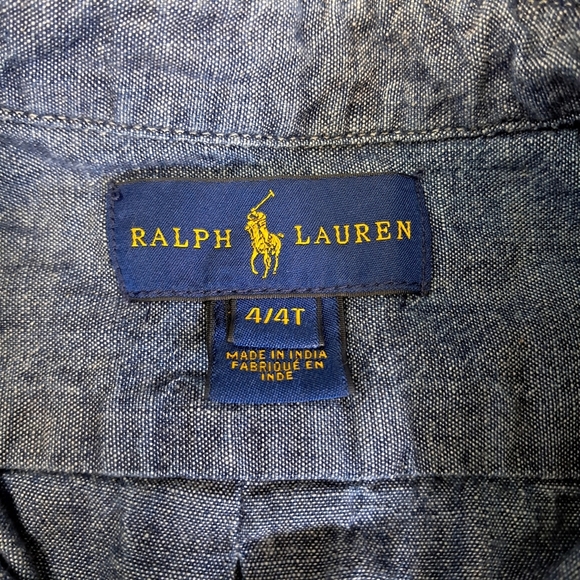 RALPH LAUREN
4/4T
MADE IN INDIA
FABRIQUÉ EN
INDE